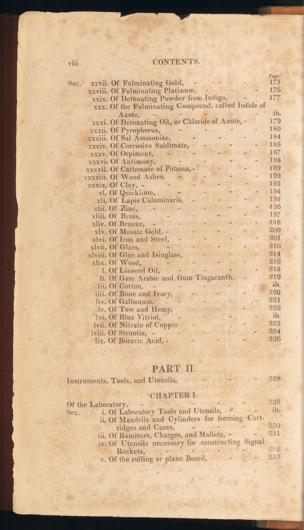 viii CONTENTS.
Page
Sec. xxvii. Of Fulminating Gold, - 173
xxviii. Of Fulminating Platinum, - 176
xxix. Of Detonating Powder from Indigo, - 177
xxx. Of the Fulminating Compound, called Iodide of
Azote, - ib.
xxxi. Of Detonating Oil, or Chloride of Azote, - 179
xxxii. Of Pyrophorus, - 180
xxxiii. Of Sal Ammoniac, - 184
xxxiv. Of Corrosive Sublimate, - 186
xxxv. Of Orpiment, - 187
xxxvi. Of Antimony, - 188
xxxvii. Of Carbonate of Potassa, - 189
xxxviii. Of Wood Ashes, - 192
xxxix. Of Clay, - 193
xl. Of Quicklime, - 194
xli. Of Lapis Calaminaris, - 195
xlii. Of Zinc, - 196
xliii. Of Brass, - 197
xliv. Of Bronze, - 198
xlv. Of Mosaic Gold, - 200
xlvi. Of Iron and Steel, - 201
xlvii. Of Glass, - 210
xlviii. Of Glue and Isinglass, - 214
xlix. Of Wood, - 216
l. Of Linseed Oil, - 218
li. Of Gum Arabic and Gum Tragacanth, - 219
lii. Of Cotton, - ib.
liii. Of Bone and Ivory, - 220
liv. Of Galbanum, - 221
lv. Of Tow and Hemp, - 222
lvi. Of Blue Vitriol, - ib.
lvii. Of Nitrate of Copper - 223
lviii. Of Strontia, - 224
lix. Of Boracic Acid, - 226
PART II.
Instruments, Tools, and Utensils, - 228
CHAPTER I.
Of the Laboratory, - 228
Sec. i. Of Laboratory Tools and Utensils, - ib.
ii. Of Mandrils and Cylinders for forming Cart-
ridges and Cases, - 230
iii. Of Rammers, Charges, and Mallets, - 231
iv. Of Utensils necessary for constructing Signal
Rockets, - 232
v. Of the rolling or plane Board, - 233